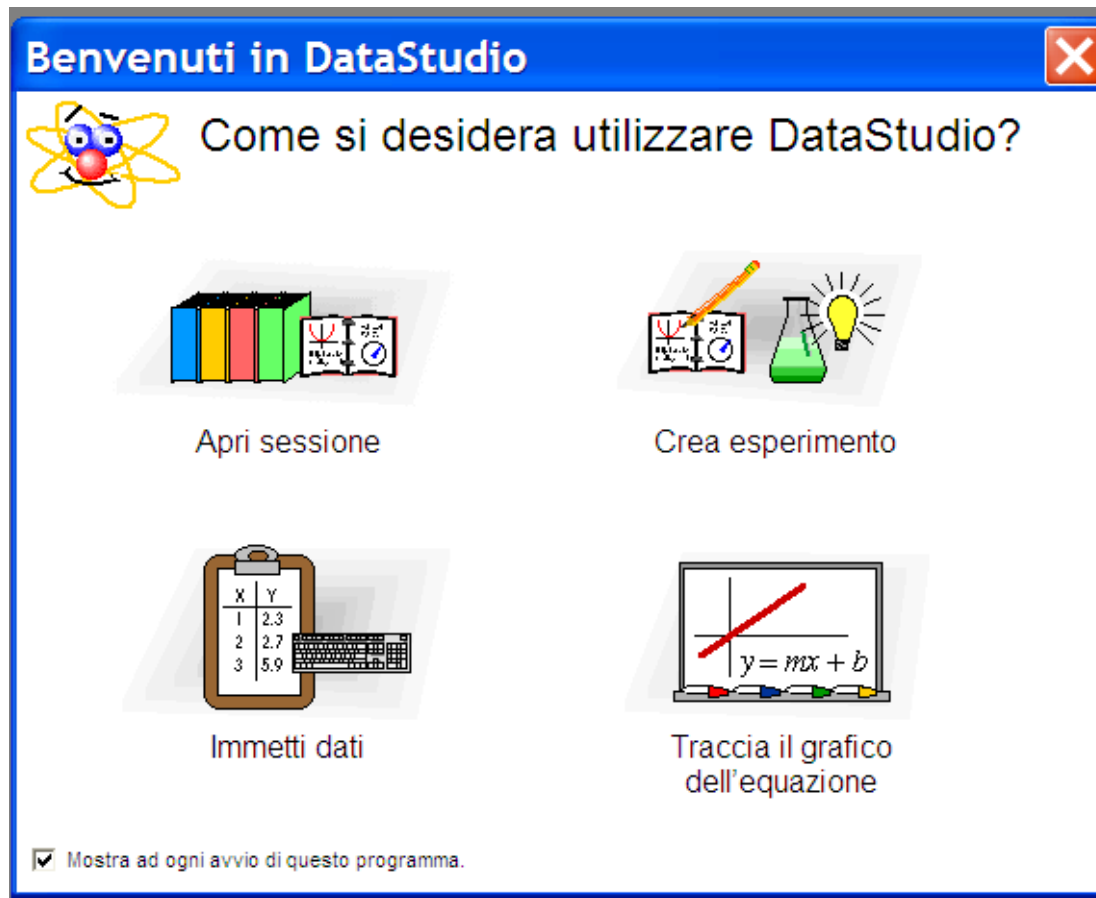 Benvenuti in DataStudio
Come si desidera utilizzare DataStudio?
Apri sessione
Crea esperimento
X Y
1 2.3
2 2.7
3 5.9
y = mx + b
Immetti dati
Traccia il grafico
dell'equazione
Mostra ad ogni avvio di questo programma.